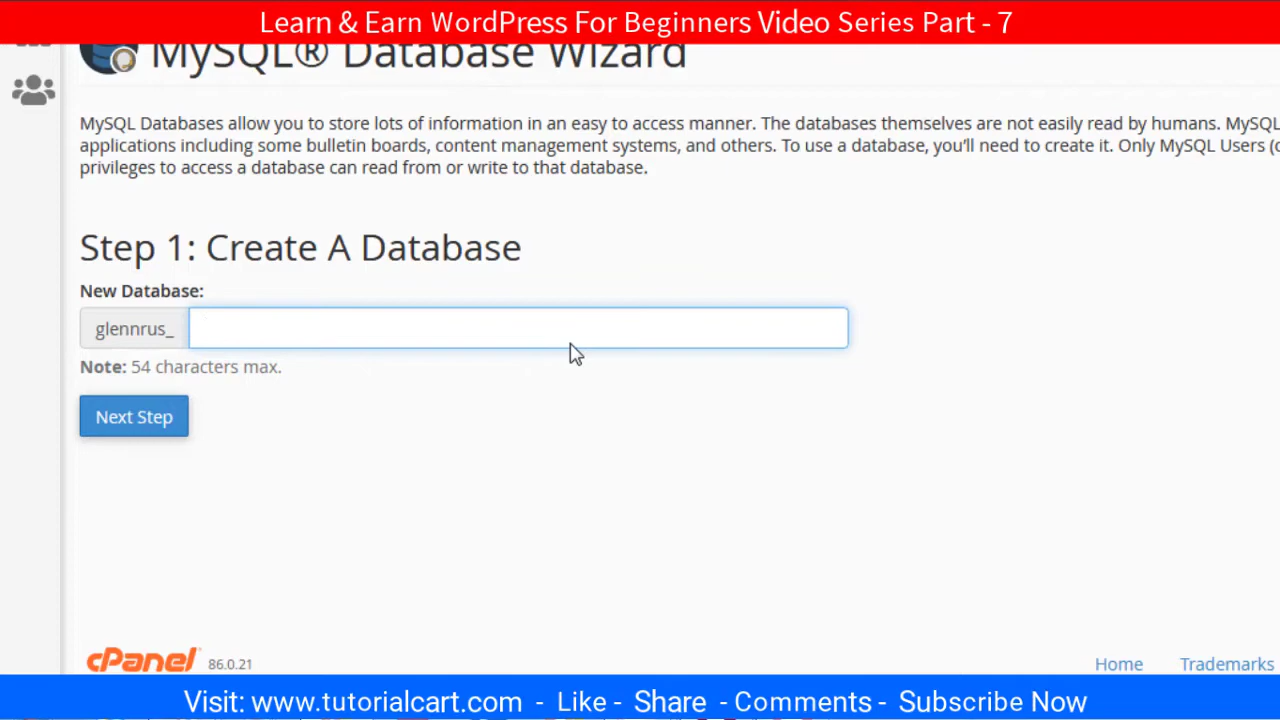 Learn & Earn WordPress For Beginners Video Series Part - 7
MySQL® Database Wizard
MySQL Databases allow you to store lots of information in an easy to access manner. The databases themselves are not easily read by humans. MySQL
applications including some bulletin boards, content management systems, and others. To use a database, you'll need to create it. Only MySQL Users (
privileges to access a database can read from or write to that database.
Step 1: Create A Database
New Database:
glennrus_
Note: 54 characters max.
Next Step
cPanel 86.0.21 Home Trademarks
Visit: www.tutorialcart.com - Like - Share - Comments - Subscribe Now